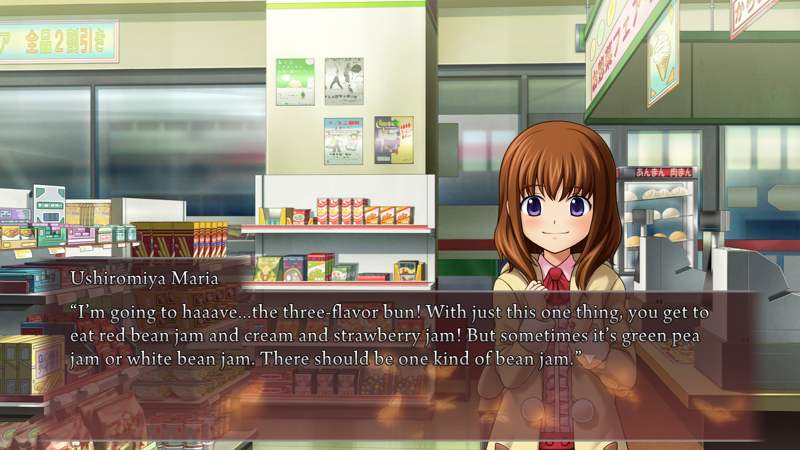 ア 全品2割引き
あんまん 肉まん
Ushiromiya Maria
“I’m going to haaave...the three-flavor bun! With just this one thing, you get to
eat red bean jam and cream and strawberry jam! But sometimes it’s green pea
jam or white bean jam. There should be one kind of bean jam.”